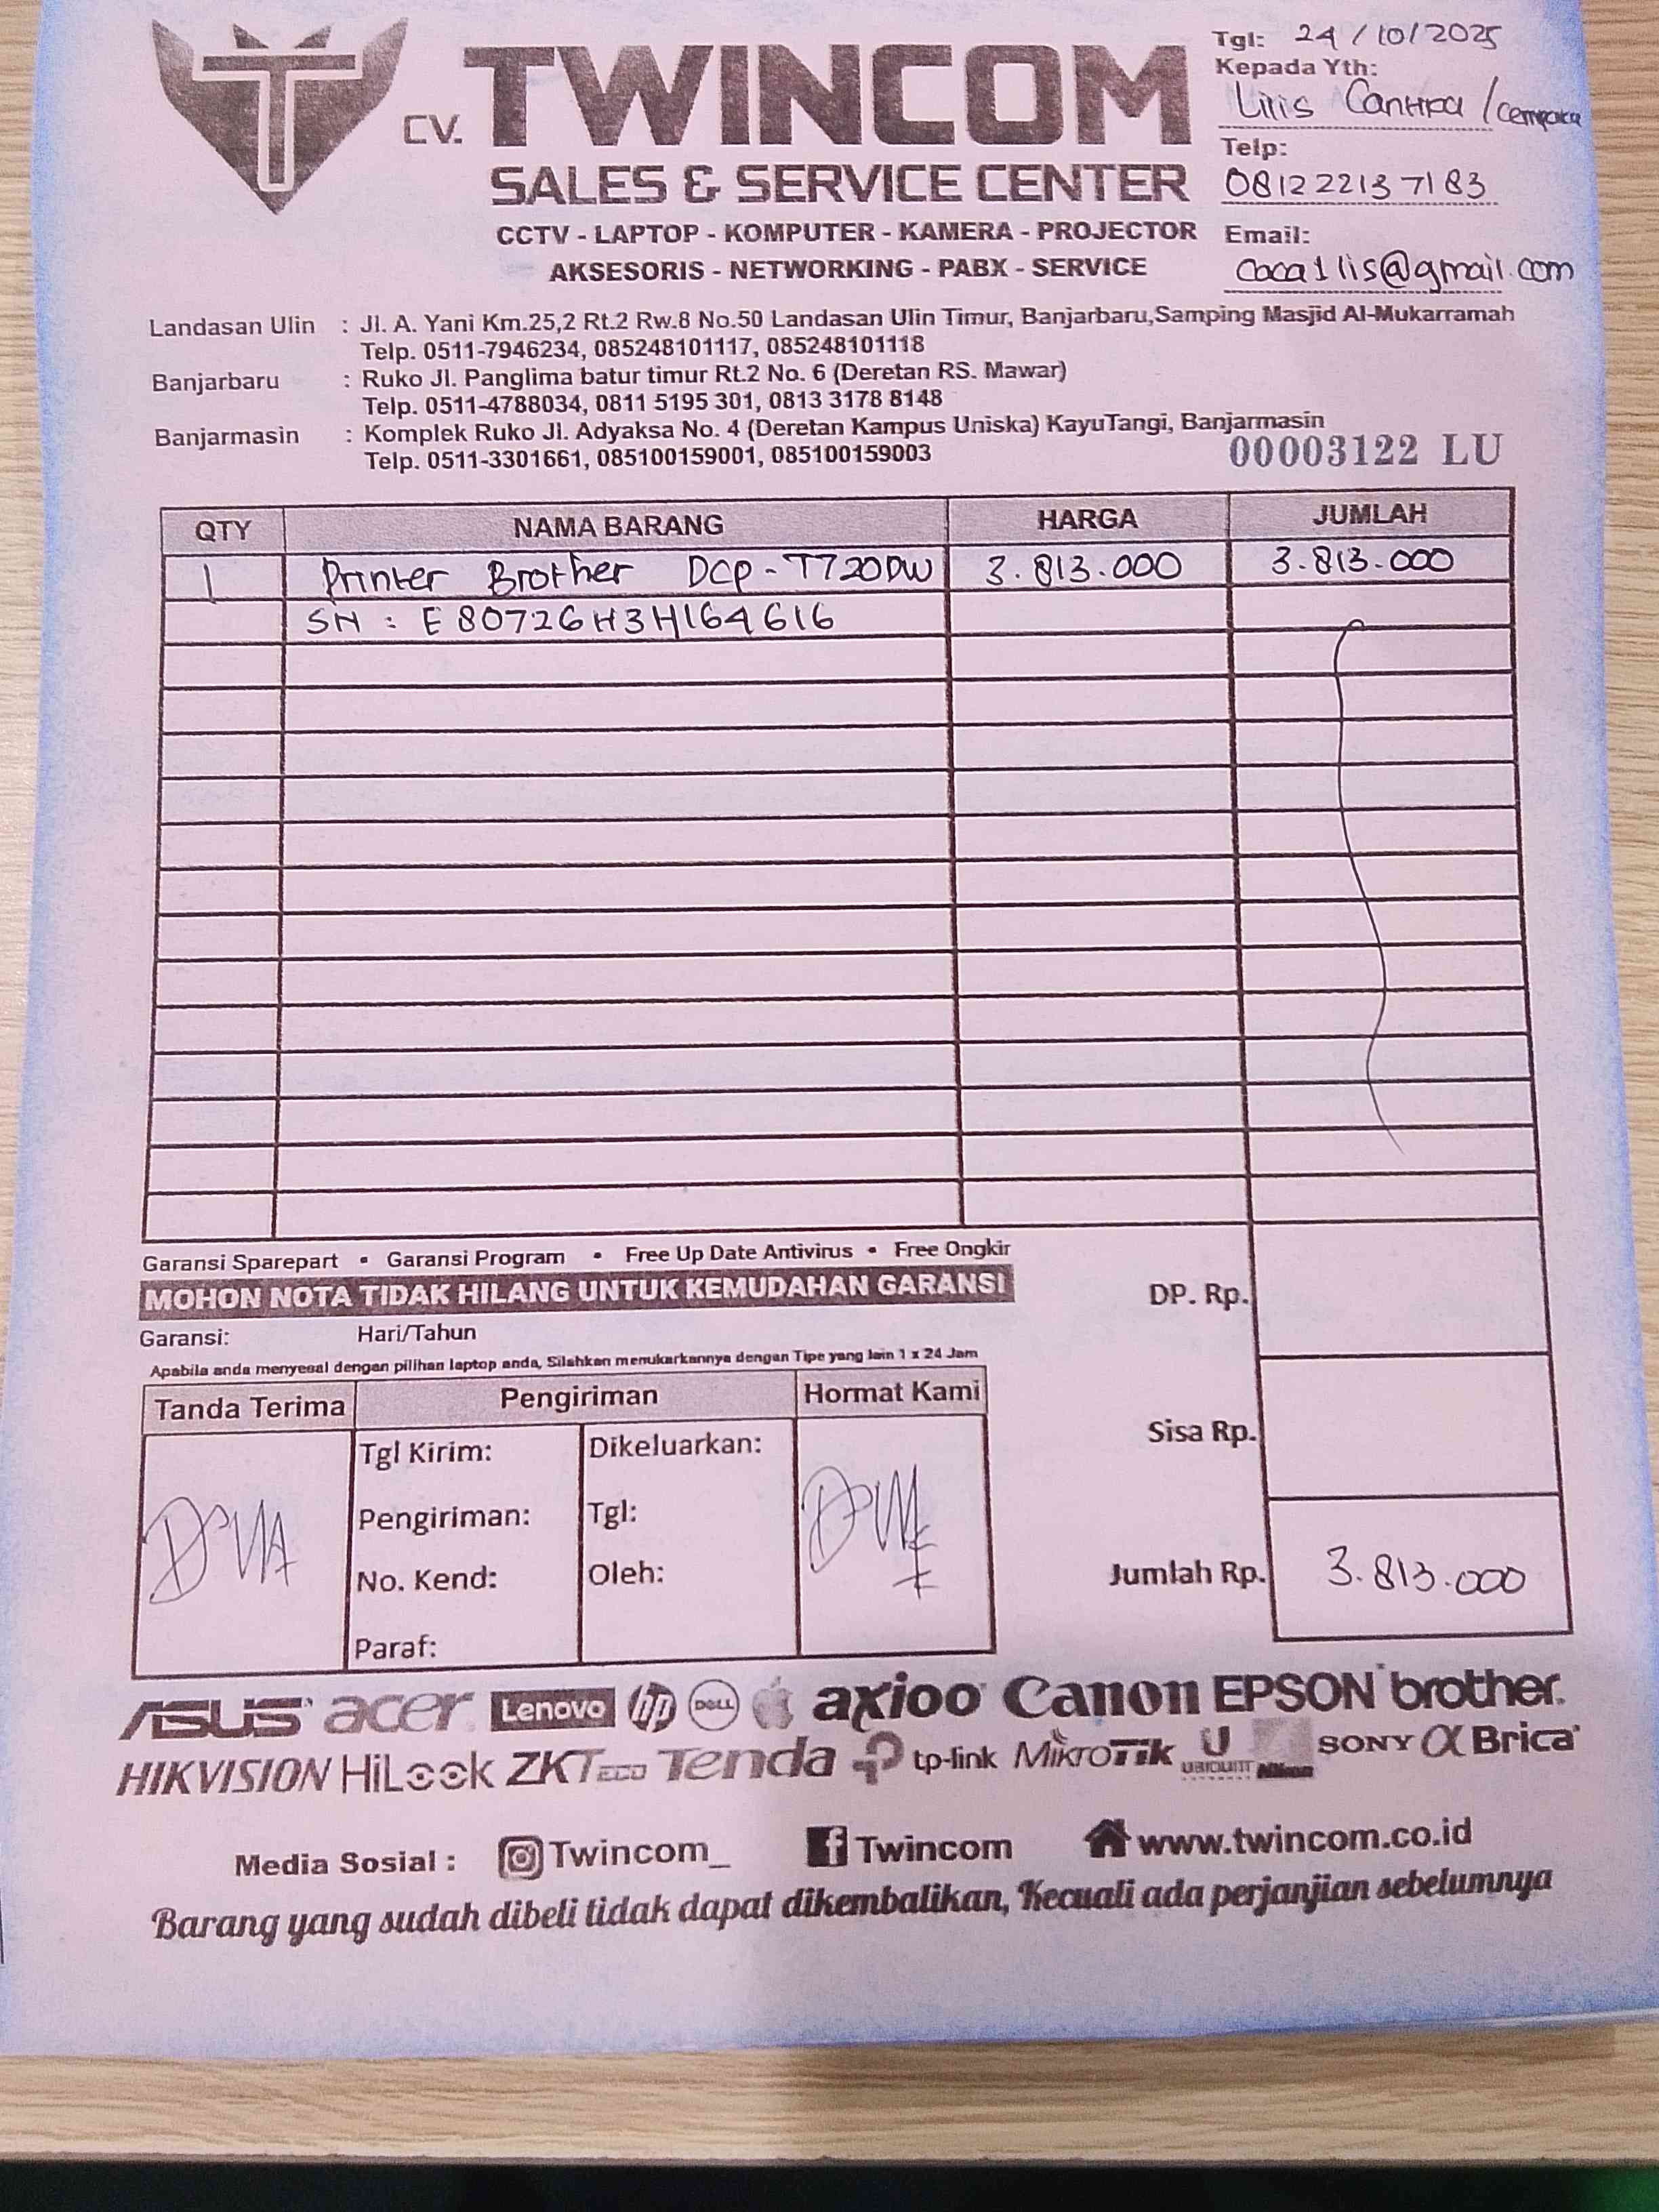 CV. TWINCOM
SALES & SERVICE CENTER
CCTV - LAPTOP - KOMPUTER - KAMERA - PROJECTOR
AKSESORIS - NETWORKING - PABX - SERVICE
Tgl: 24/10/2025
Kepada Yth:
Lilis Cantika / Cempaka
Telp:
081222137183
Email:
coca1lis@gmail.com
Landasan Ulin : Jl. A. Yani Km.25,2 Rt.2 Rw.8 No.50 Landasan Ulin Timur, Banjarbaru,Samping Masjid Al-Mukarramah
Telp. 0511-7946234, 085248101117, 085248101118
Banjarbaru : Ruko Jl. Panglima batur timur Rt.2 No. 6 (Deretan RS. Mawar)
Telp. 0511-4788034, 0811 5195 301, 0813 3178 8148
Banjarmasin : Komplek Ruko Jl. Adyaksa No. 4 (Deretan Kampus Uniska) KayuTangi, Banjarmasin
Telp. 0511-3301661, 085100159001, 085100159003
00003122 LU
QTY NAMA BARANG HARGA JUMLAH
1 Printer Brother DCP-T720DW 3.813.000 3.813.000
SN : E80726H3H164616
Garansi Sparepart • Garansi Program • Free Up Date Antivirus • Free Ongkir
MOHON NOTA TIDAK HILANG UNTUK KEMUDAHAN GARANSI
Garansi: Hari/Tahun
Apabila anda menyesal dengan pilihan laptop anda, Silahkan menukarkannya dengan Tipe yang lain 1 x 24 Jam
DP. Rp.
Sisa Rp.
Jumlah Rp. 3.813.000
Tanda Terima Pengiriman Hormat Kami
Tgl Kirim: Dikeluarkan:
Pengiriman: Tgl:
No. Kend: Oleh:
Paraf:
ASUS acer Lenovo hp DELL axioo Canon EPSON brother
HIKVISION HiLook ZKTECO Tenda tp-link MikroTik UBIQUITI Nikon SONY α Brica
Media Sosial : Twincom_ Twincom www.twincom.co.id
Barang yang sudah dibeli tidak dapat dikembalikan, Kecuali ada perjanjian sebelumnya